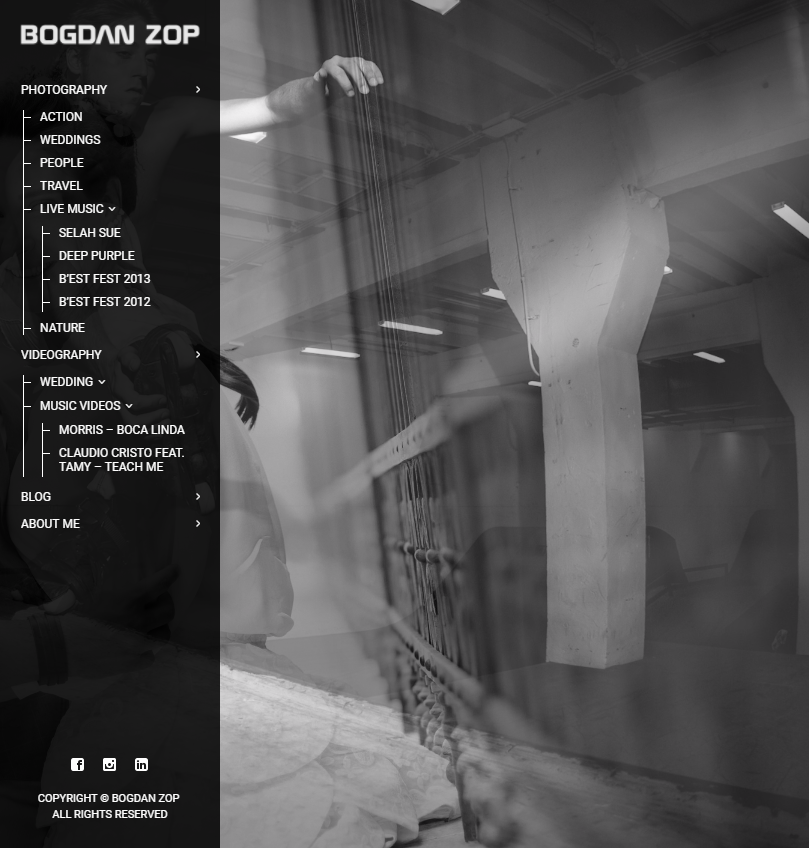 BOGDAN ZOP
PHOTOGRAPHY
ACTION
WEDDINGS
PEOPLE
TRAVEL
LIVE MUSIC
SELAH SUE
DEEP PURPLE
B'EST FEST 2013
B'EST FEST 2012
NATURE
VIDEOGRAPHY
WEDDING
MUSIC VIDEOS
MORRIS – BOCA LINDA
CLAUDIO CRISTO FEAT.
TAMY – TEACH ME
BLOG
ABOUT ME
COPYRIGHT © BOGDAN ZOP
ALL RIGHTS RESERVED